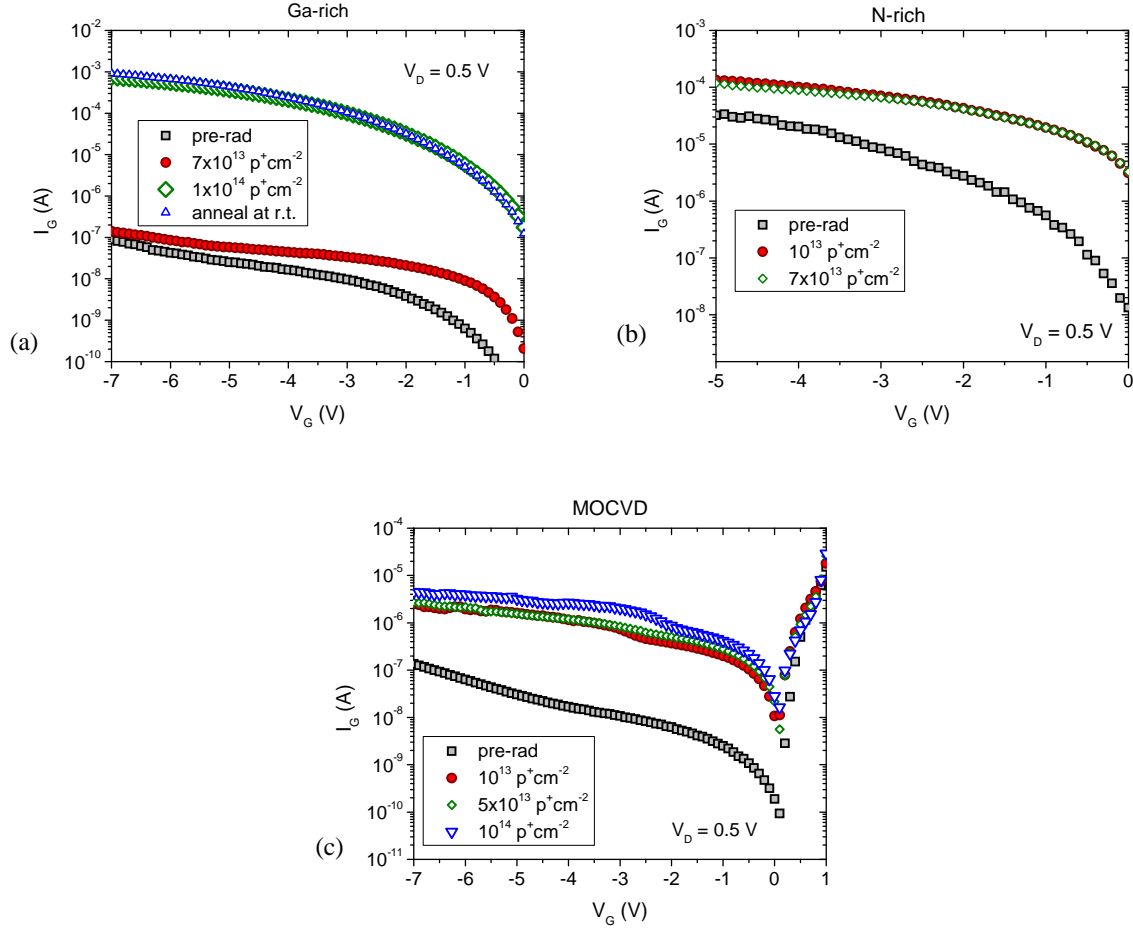 Ga-rich
10^-2
10^-3
10^-4
10^-5
10^-6
10^-7
10^-8
10^-9
10^-10
I_G (A)
V_D = 0.5 V
pre-rad
7x10^13 p^+cm^-2
1x10^14 p^+cm^-2
anneal at r.t.
(a)
-7 -6 -5 -4 -3 -2 -1 0
V_G (V)
N-rich
10^-3
10^-4
10^-5
10^-6
10^-7
10^-8
I_G (A)
pre-rad
10^13 p^+cm^-2
7x10^13 p^+cm^-2
V_D = 0.5 V
(b)
-5 -4 -3 -2 -1 0
V_G (V)
MOCVD
10^-4
10^-5
10^-6
10^-7
10^-8
10^-9
10^-10
10^-11
I_G (A)
pre-rad
10^13 p^+cm^-2
5x10^13 p^+cm^-2
10^14 p^+cm^-2
V_D = 0.5 V
(c)
-7 -6 -5 -4 -3 -2 -1 0 1
V_G (V)